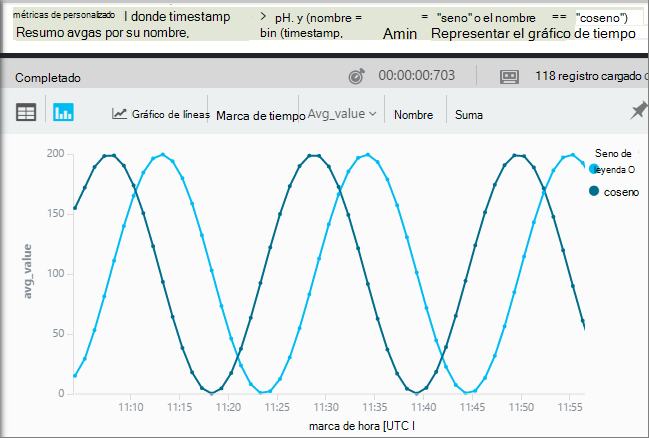 métricas de personalizado l donde timestamp > pH. y (nombre = = "seno" o el nombre == "coseno")
Resumo avgas por su nombre, bin (timestamp, Amin Representar el gráfico de tiempo
Completado 00:00:00:703 118 registro cargado
Gráfico de líneas Marca de tiempo Avg_value Nombre Suma
Seno de
leyenda O
coseno
200
150
100
50
0
avg_value
11:10 11:15 11:20 11:25 11:30 11:35 11:40 11:45 11:50 11:55
marca de hora [UTC l